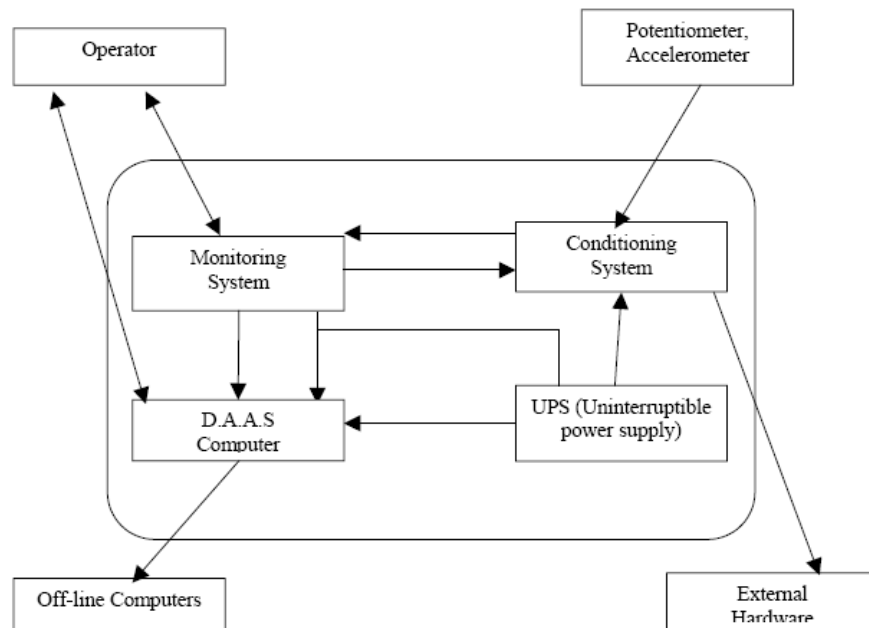 Operator
Potentiometer,
Accelerometer
Monitoring
System
Conditioning
System
D.A.A.S
Computer
UPS (Uninterruptible
power supply)
Off-line Computers
External
Hardware